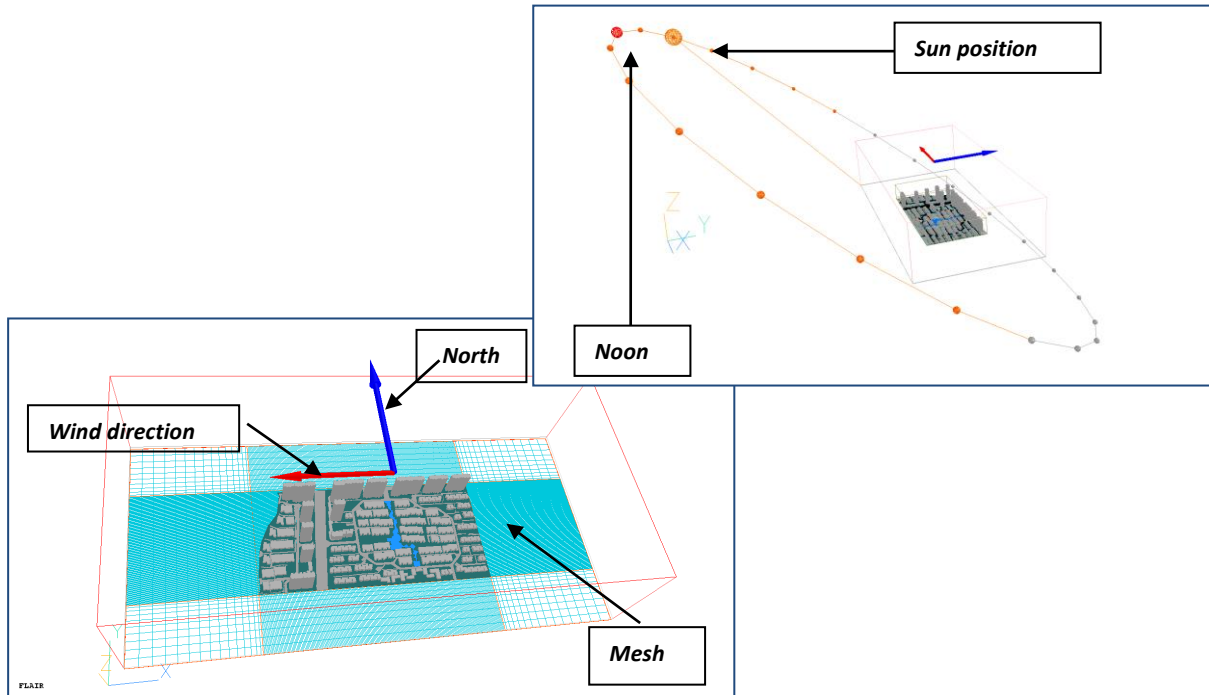 Sun position
Noon
Z
Y
X
North
Wind direction
Mesh
Y
Z
X
FLAIR